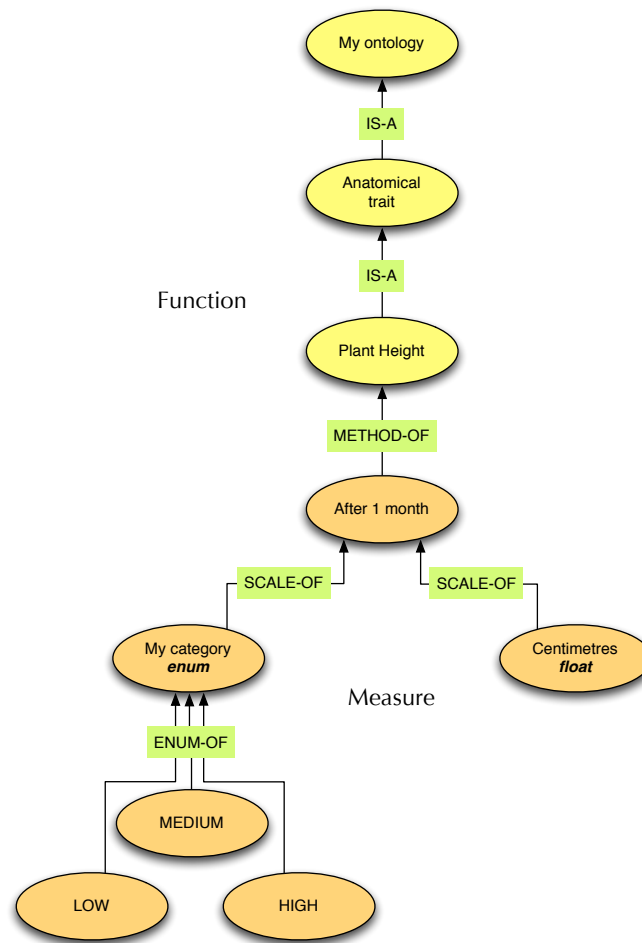 My ontology
IS-A
Anatomical
trait
IS-A
Function
Plant Height
METHOD-OF
After 1 month
SCALE-OF
SCALE-OF
My category
enum
Centimetres
float
Measure
ENUM-OF
MEDIUM
LOW
HIGH